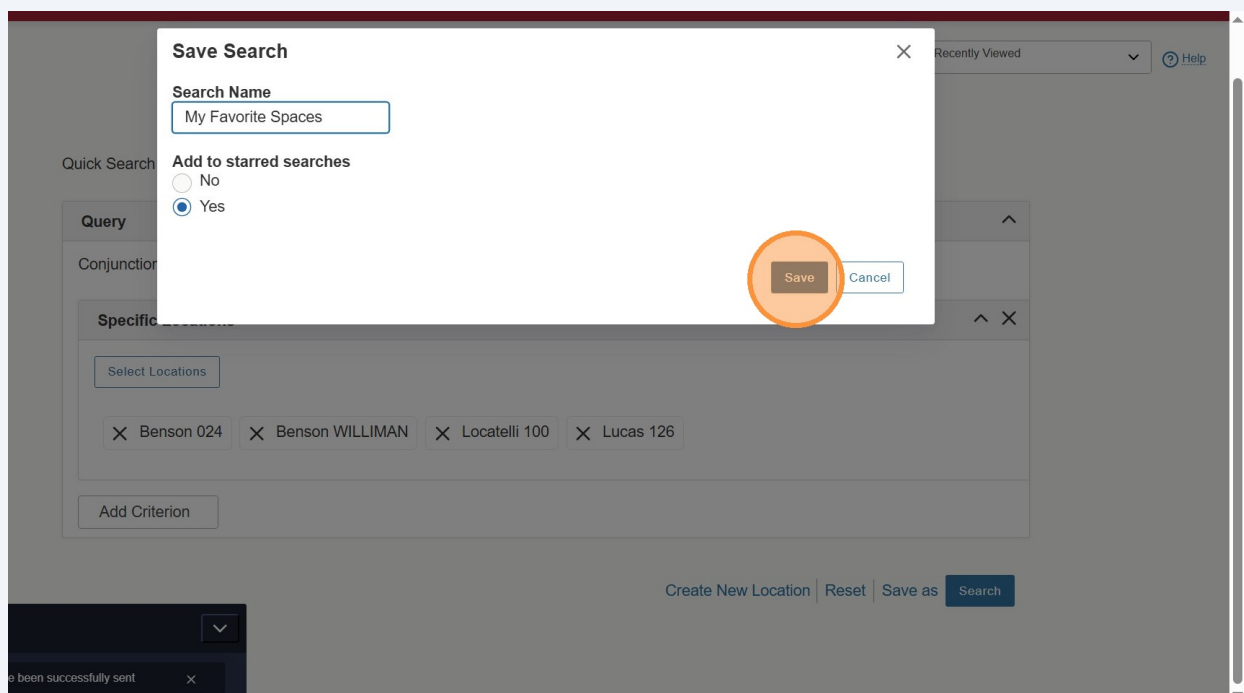 Save Search
Recently Viewed
Help
Search Name
My Favorite Spaces
Quick Search
Add to starred searches
No
Yes
Query
Conjunction
Save
Cancel
Specific
Select Locations
Benson 024 Benson WILLIMAN Locatelli 100 Lucas 126
Add Criterion
Create New Location Reset Save as Search
e been successfully sent